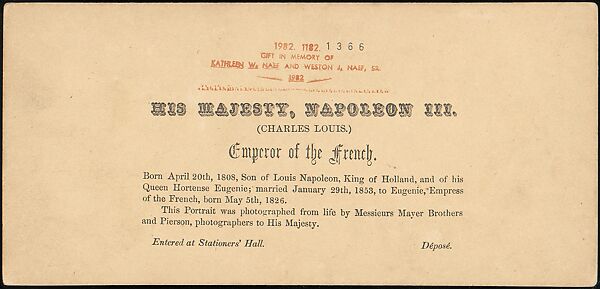 1982. 1182. 1366
GIFT IN MEMORY OF
KATHLEEN W. NAEF AND WESTON J. NAEF, SR.
1982
HIS MAJESTY, NAPOLEON III.
(CHARLES LOUIS.)
Emperor of the French.
Born April 20th, 1808, Son of Louis Napoleon, King of Holland, and of his
Queen Hortense Eugenie; married January 29th, 1853, to Eugenie, Empress
of the French, born May 5th, 1826.
This Portrait was photographed from life by Messieurs Mayer Brothers
and Pierson, photographers to His Majesty.
Entered at Stationers' Hall. Déposé.